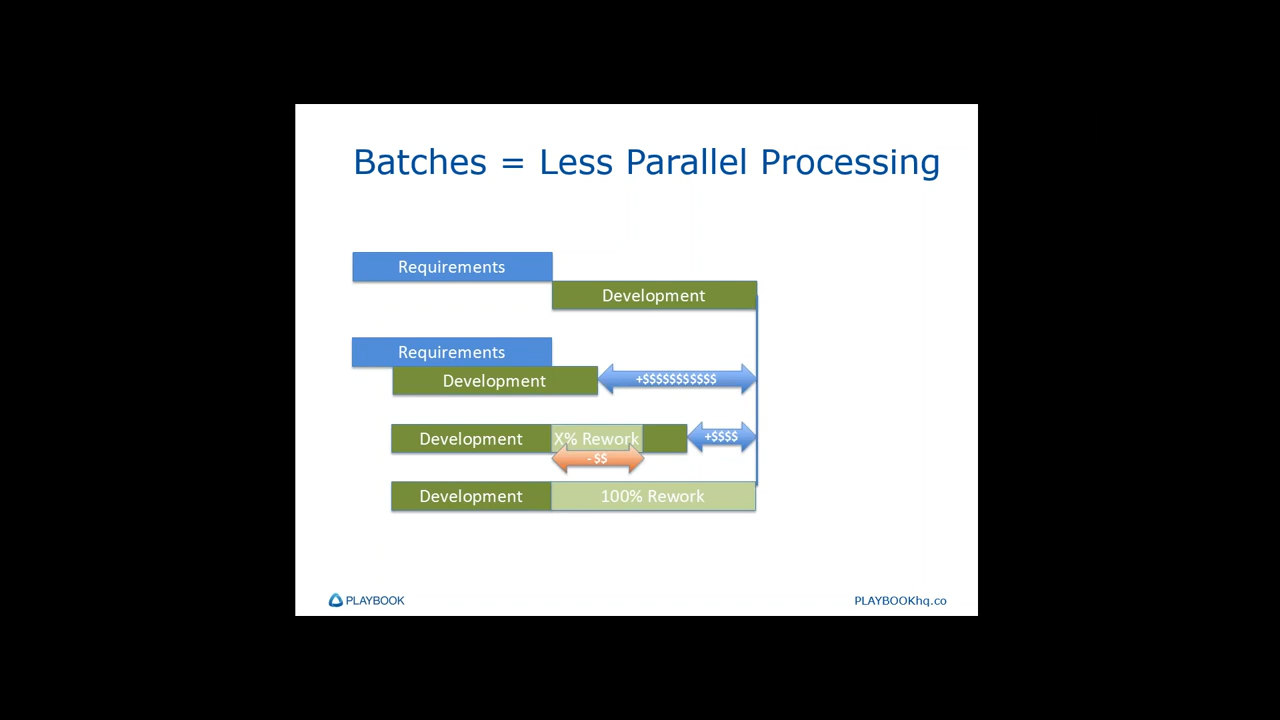 Batches = Less Parallel Processing
Requirements
Development
Requirements
Development
+$$$$$$$$$$$
Development
X% Rework
+$$$$
- $$
Development
100% Rework
PLAYBOOK
PLAYBOOKhq.co